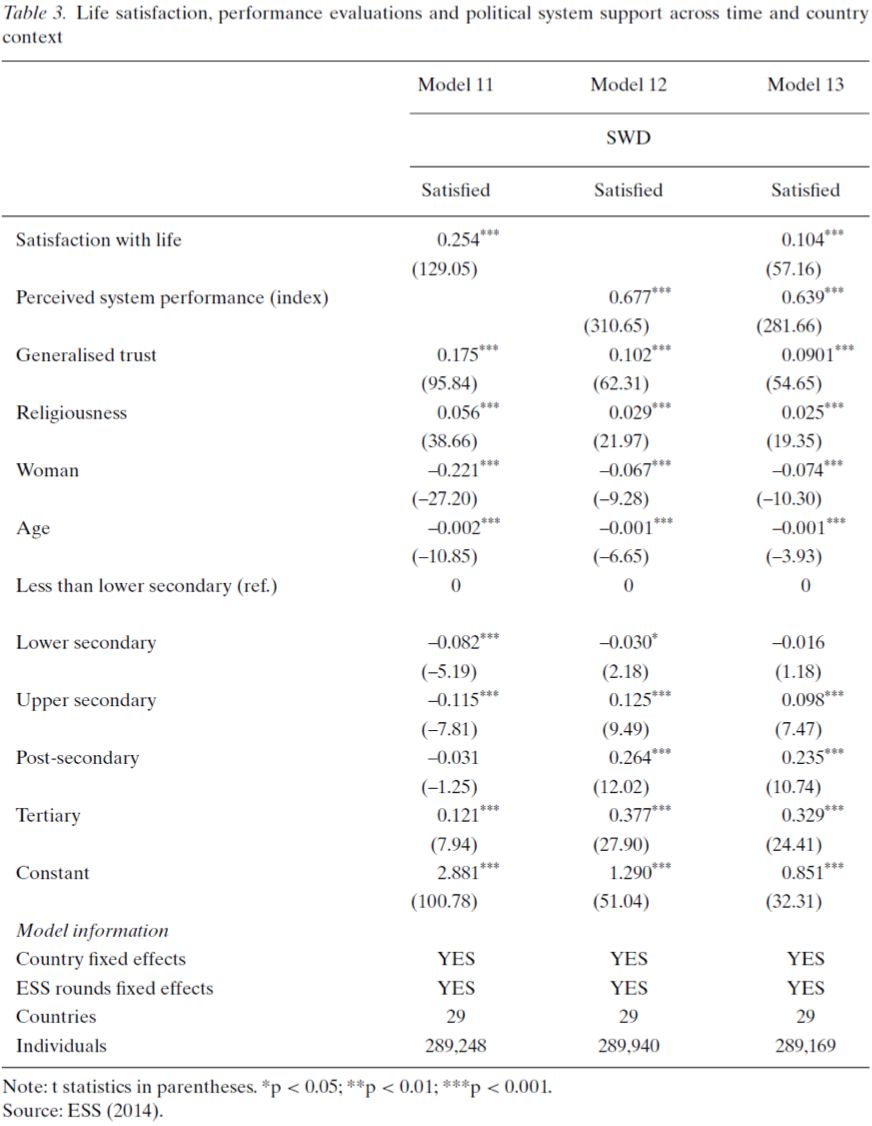 Table 3. Life satisfaction, performance evaluations and political system support across time and country
context
Model 11 Model 12 Model 13
SWD
Satisfied Satisfied Satisfied
Satisfaction with life 0.254*** 0.104***
(129.05) (57.16)
Perceived system performance (index) 0.677*** 0.639***
(310.65) (281.66)
Generalised trust 0.175*** 0.102*** 0.0901***
(95.84) (62.31) (54.65)
Religiousness 0.056*** 0.029*** 0.025***
(38.66) (21.97) (19.35)
Woman –0.221*** –0.067*** –0.074***
(–27.20) (–9.28) (–10.30)
Age –0.002*** –0.001*** –0.001***
(–10.85) (–6.65) (–3.93)
Less than lower secondary (ref.) 0 0 0
Lower secondary –0.082*** –0.030* –0.016
(–5.19) (2.18) (1.18)
Upper secondary –0.115*** 0.125*** 0.098***
(–7.81) (9.49) (7.47)
Post-secondary –0.031 0.264*** 0.235***
(–1.25) (12.02) (10.74)
Tertiary 0.121*** 0.377*** 0.329***
(7.94) (27.90) (24.41)
Constant 2.881*** 1.290*** 0.851***
(100.78) (51.04) (32.31)
Model information
Country fixed effects YES YES YES
ESS rounds fixed effects YES YES YES
Countries 29 29 29
Individuals 289,248 289,940 289,169
Note: t statistics in parentheses. *p < 0.05; **p < 0.01; ***p < 0.001.
Source: ESS (2014).